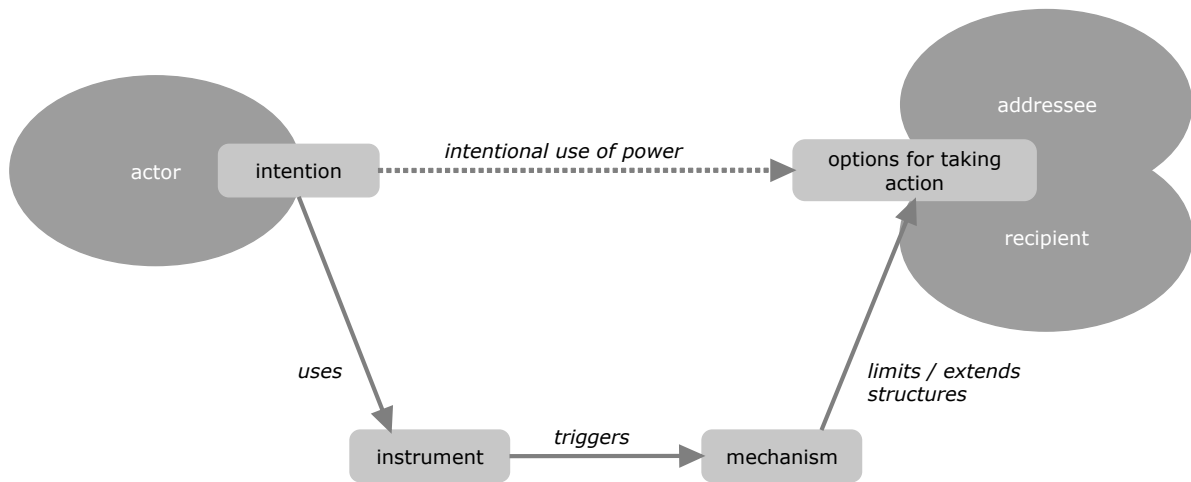 addressee
intentional use of power
options for taking
action
actor
intention
recipient
uses
limits / extends
structures
triggers
instrument
mechanism